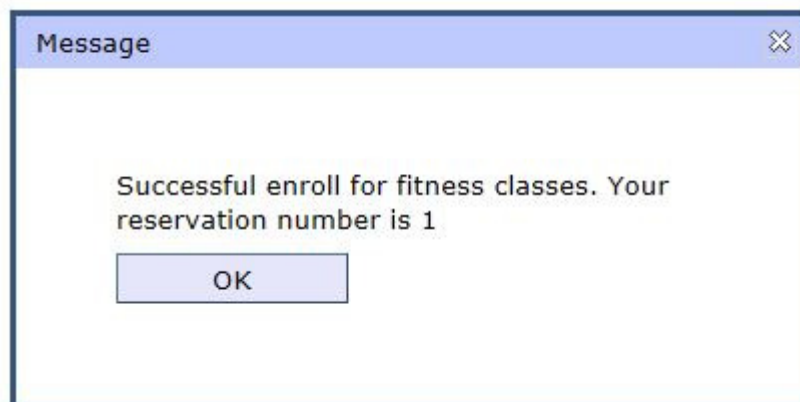 Message
Successful enroll for fitness classes. Your
reservation number is 1
OK